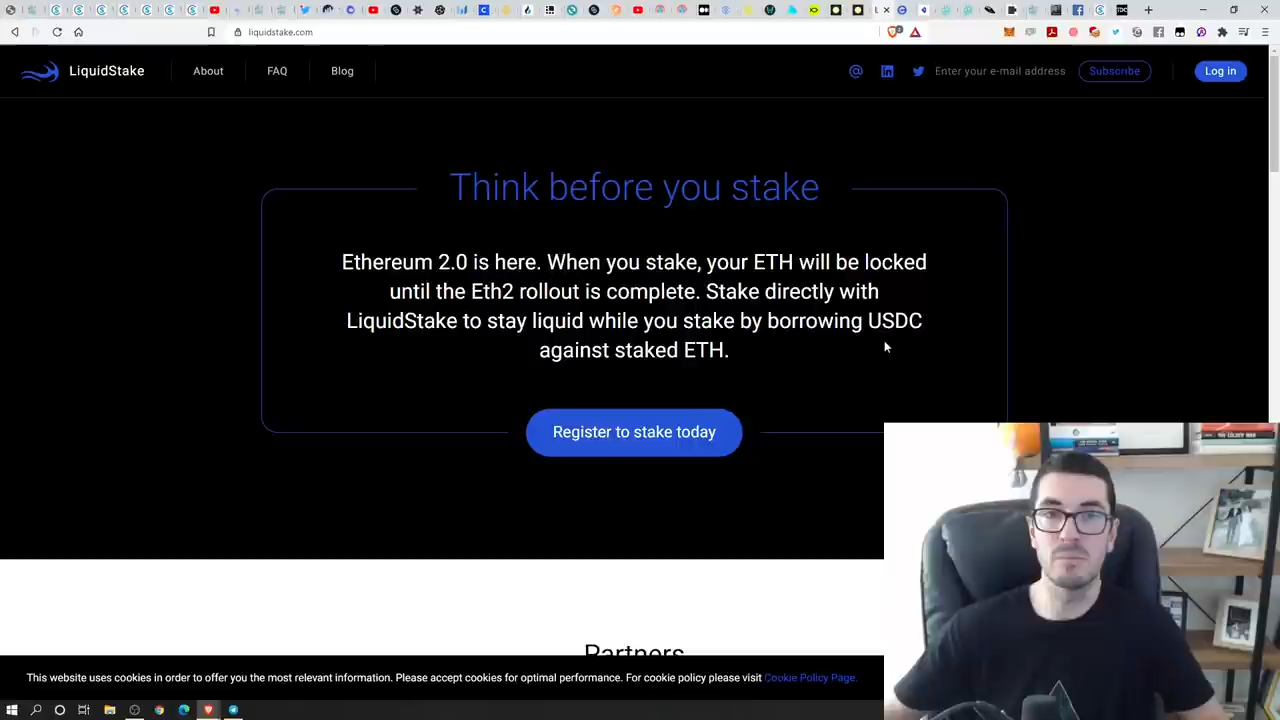 liquidstake.com
LiquidStake
About
FAQ
Blog
Enter your e-mail address
Subscribe
Log in
Think before you stake
Ethereum 2.0 is here. When you stake, your ETH will be locked
until the Eth2 rollout is complete. Stake directly with
LiquidStake to stay liquid while you stake by borrowing USDC
against staked ETH.
Register to stake today
Partners
This website uses cookies in order to offer you the most relevant information. Please accept cookies for optimal performance. For cookie policy please visit Cookie Policy Page.